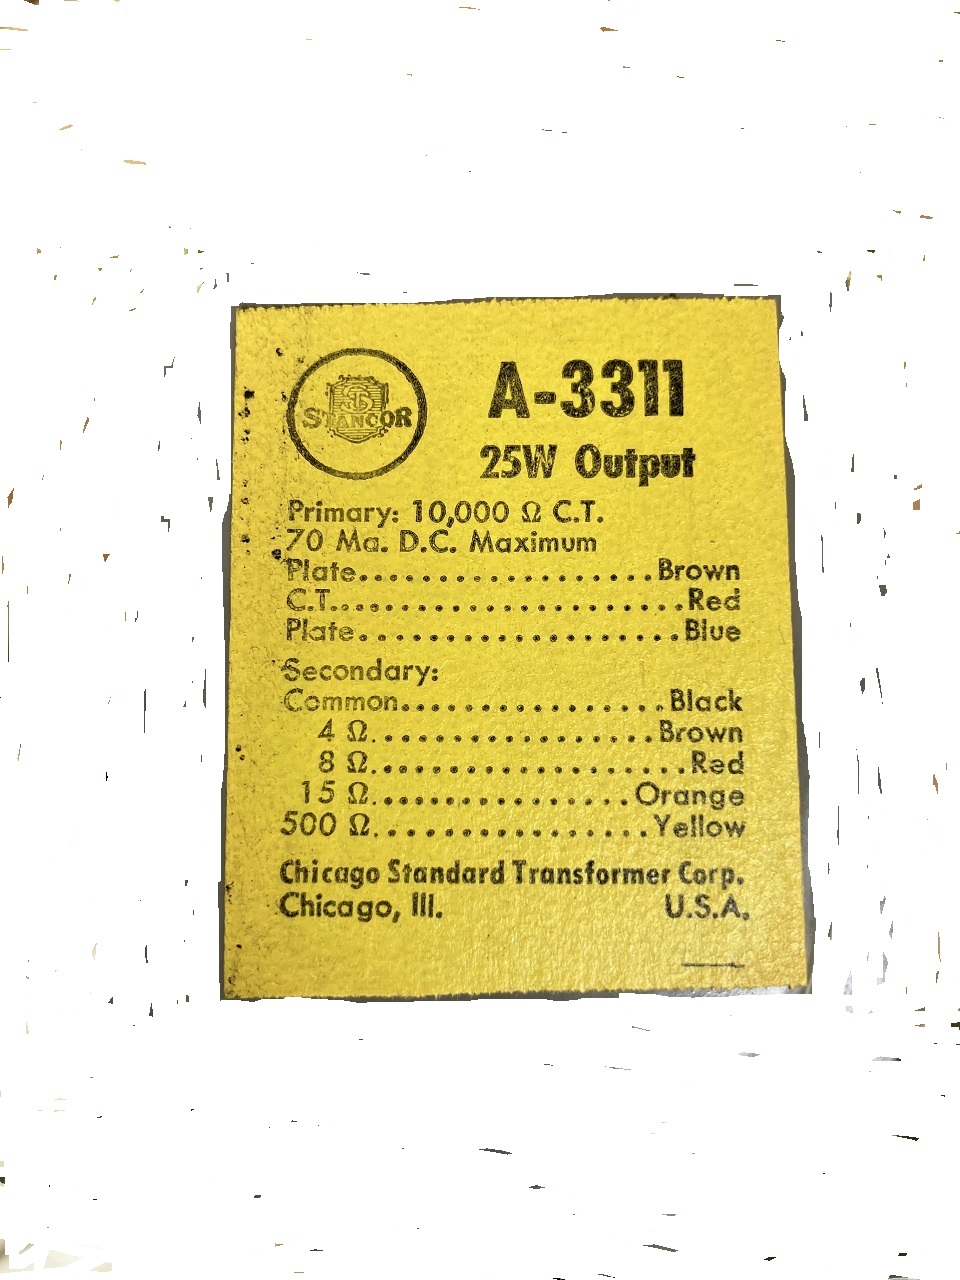 STANCOR
A-3311
25W Output
Primary: 10,000 Ω C.T.
70 Ma. D.C. Maximum
Plate...................Brown
C.T.......................Red
Plate.....................Blue
Secondary:
Common.................Black
4 Ω..................Brown
8 Ω....................Red
15 Ω................Orange
500 Ω..................Yellow
Chicago Standard Transformer Corp.
Chicago, Ill. U.S.A.